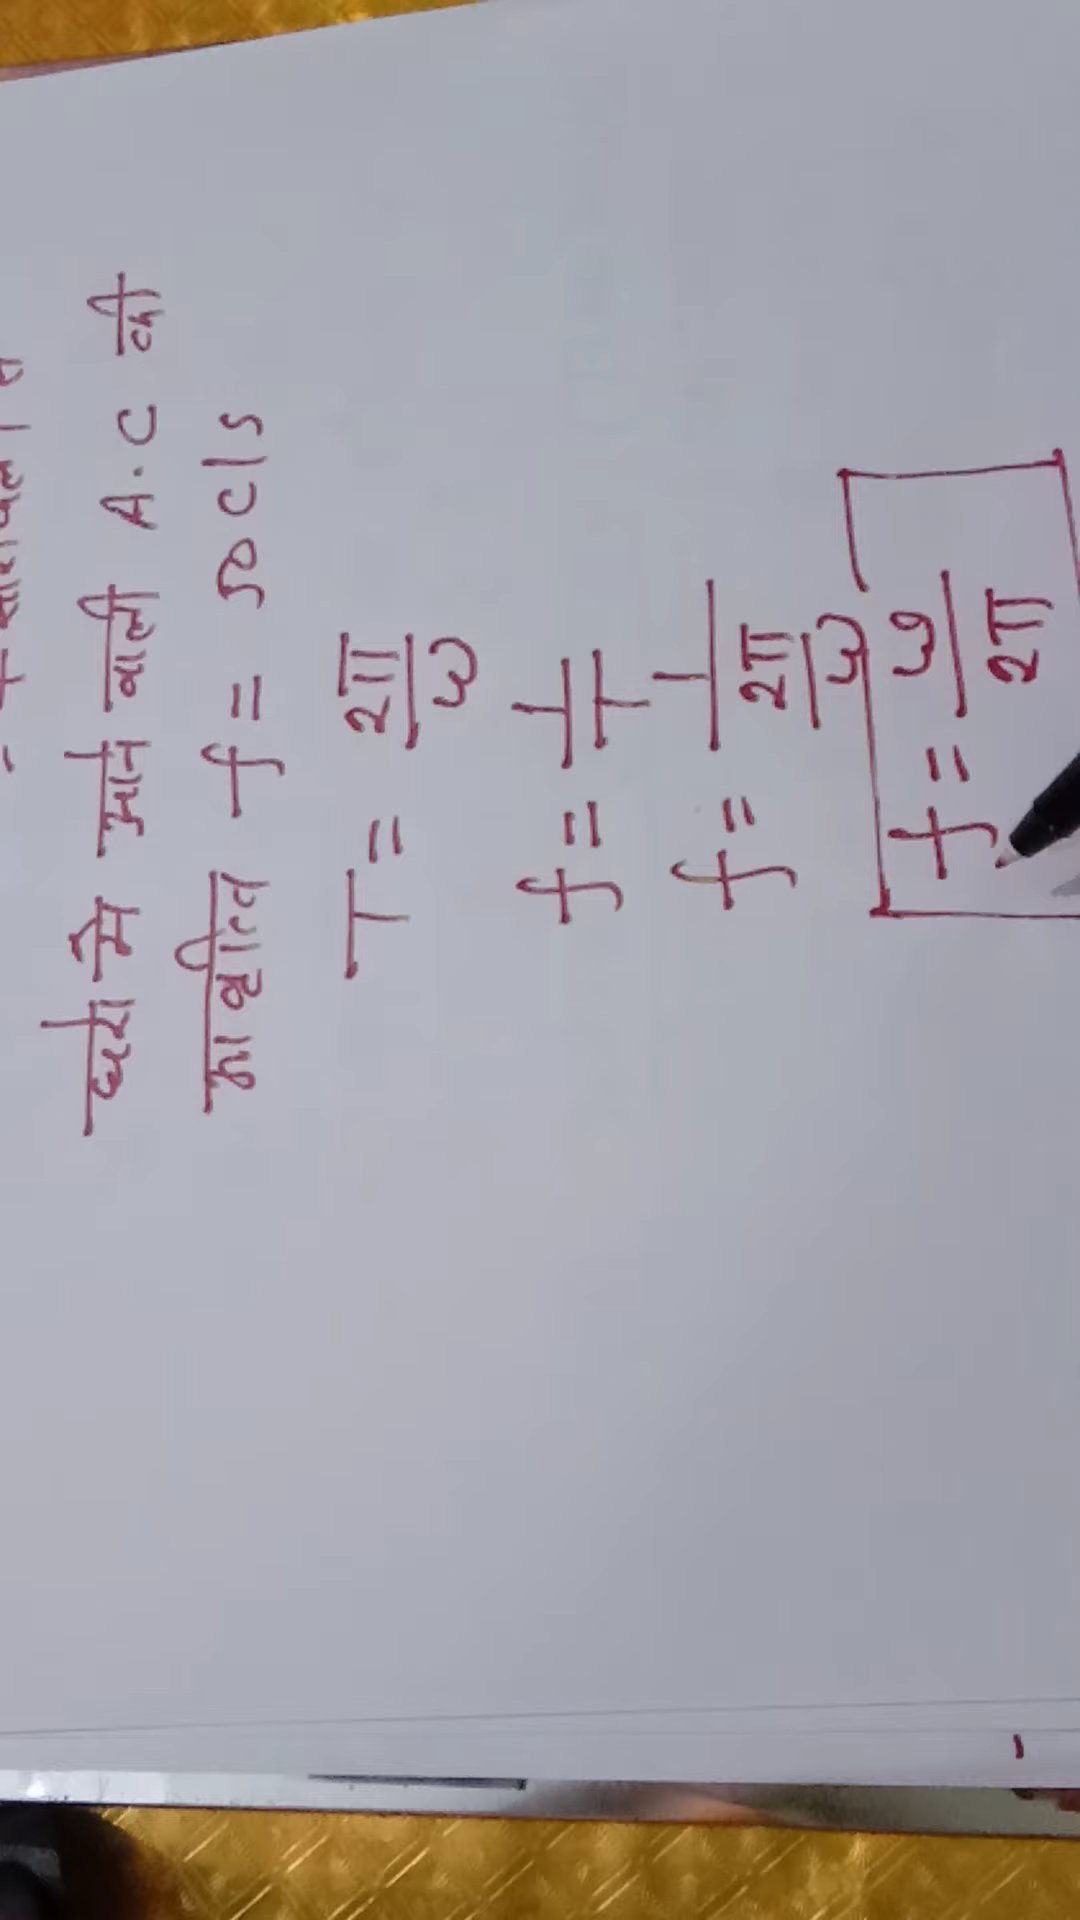 घरो मे आने वाली A.C की
आवृत्ति f = 50 c/s
T = 2π/ω
f = 1/T
f = 1/(2π/ω)
f = ω/2π